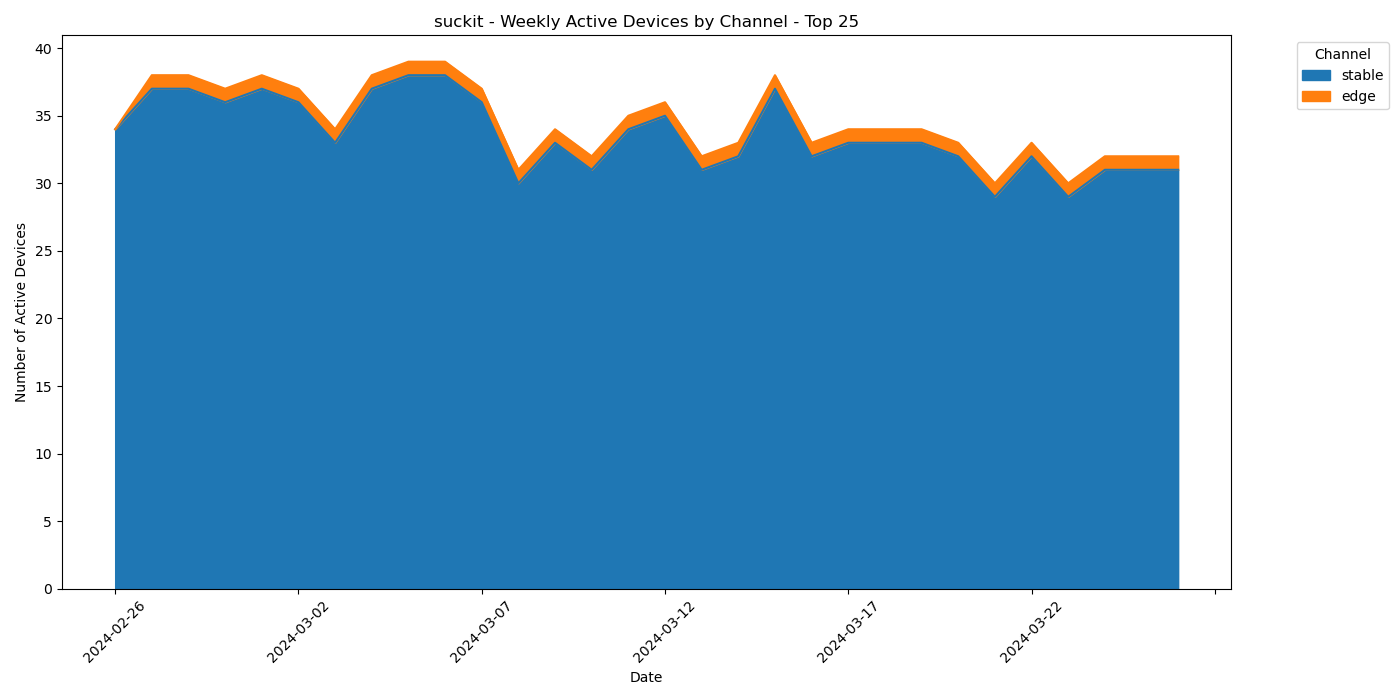 suckit - Weekly Active Devices by Channel - Top 25
Channel
stable
edge
Number of Active Devices
40
35
30
25
20
15
10
5
0
2024-02-26
2024-03-02
2024-03-07
2024-03-12
2024-03-17
2024-03-22
Date